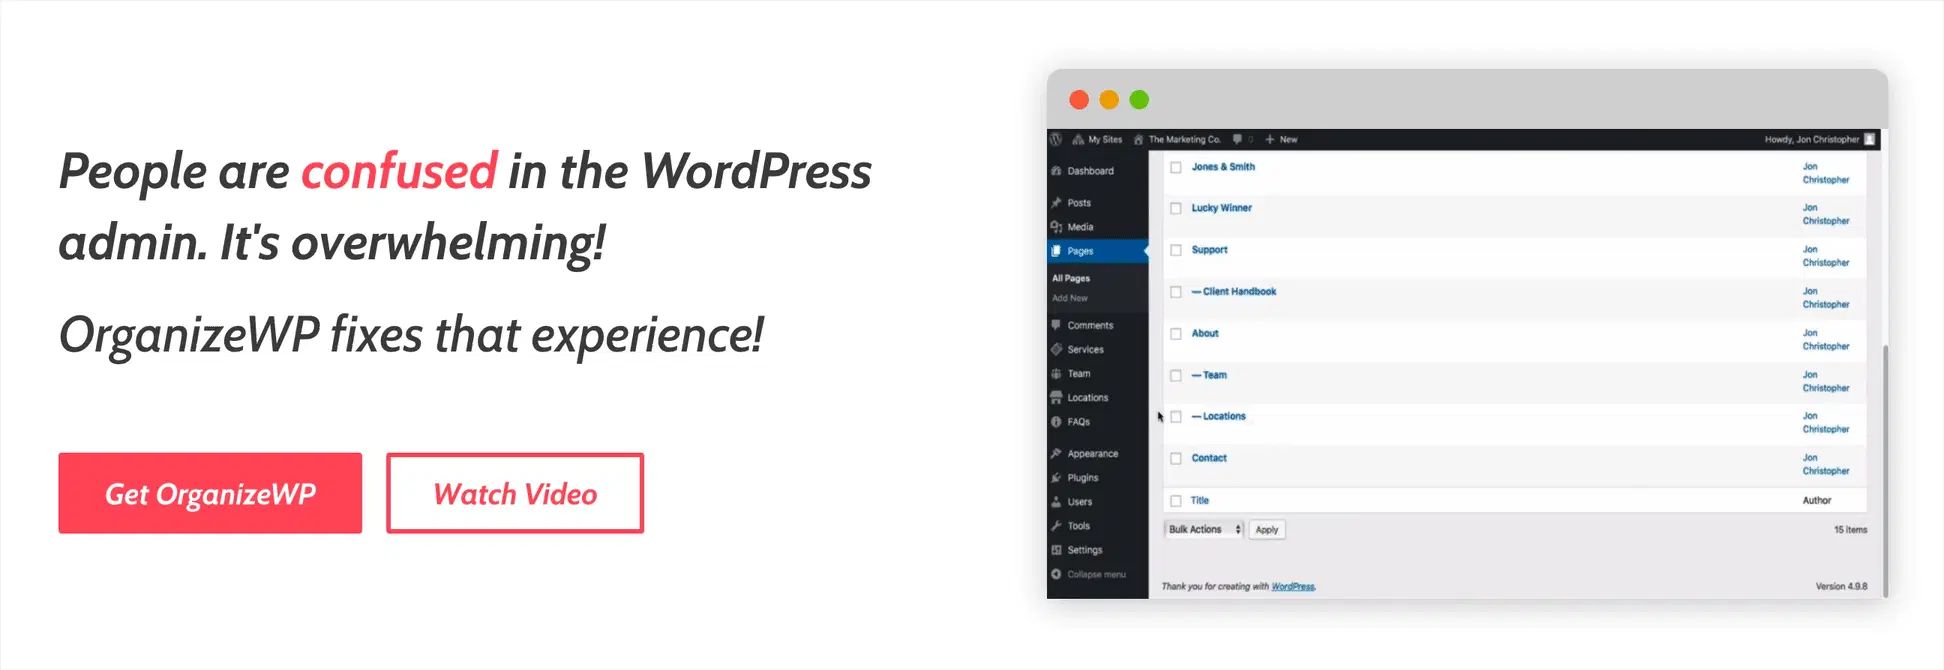 People are confused in the WordPress
admin. It's overwhelming!
OrganizeWP fixes that experience!
Get OrganizeWP
Watch Video
My Sites
The Marketing Co.
0
New
Howdy, Jon Christopher
Dashboard
Posts
Media
Pages
All Pages
Add New
Comments
Services
Team
Locations
FAQs
Appearance
Plugins
Users
Tools
Settings
Collapse menu
Jones & Smith
Jon
Christopher
Lucky Winner
Jon
Christopher
Support
Jon
Christopher
— Client Handbook
Jon
Christopher
About
Jon
Christopher
— Team
Jon
Christopher
— Locations
Jon
Christopher
Contact
Jon
Christopher
Title
Author
Bulk Actions
Apply
15 items
Thank you for creating with WordPress.
Version 4.9.8